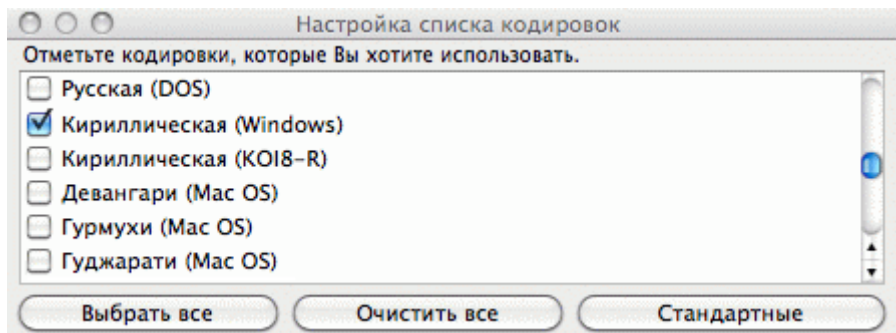 Настройка списка кодировок
Отметьте кодировки, которые Вы хотите использовать.
Русская (DOS)
Кириллическая (Windows)
Кириллическая (KOI8-R)
Девангари (Mac OS)
Гурмухи (Mac OS)
Гуджарати (Mac OS)
Выбрать все Очистить все Стандартные